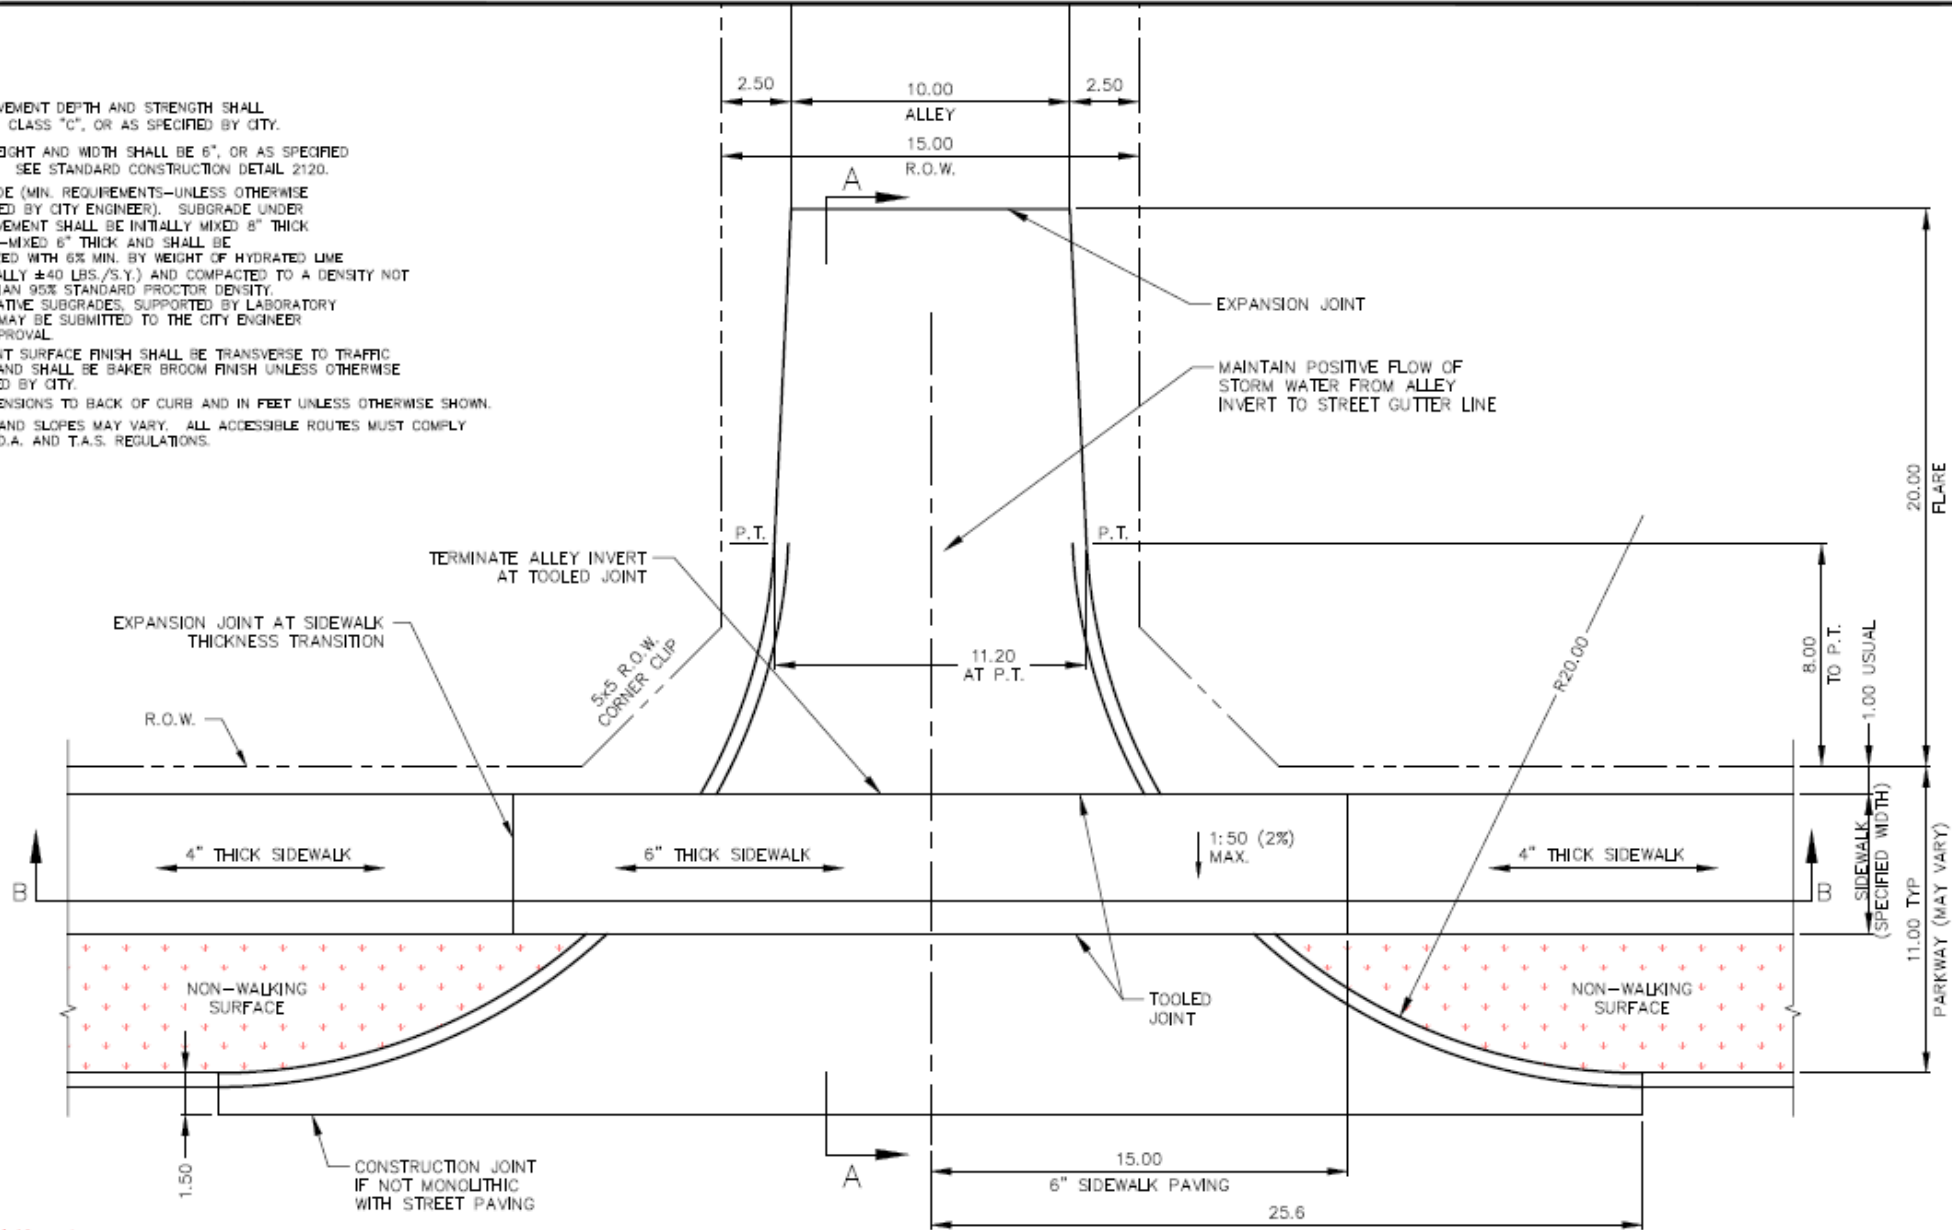 VEMENT DEPTH AND STRENGTH SHALL
CLASS "C", OR AS SPECIFIED BY CITY.
EIGHT AND WIDTH SHALL BE 6", OR AS SPECIFIED
SEE STANDARD CONSTRUCTION DETAIL 2120.
DE (MIN. REQUIREMENTS-UNLESS OTHERWISE
ED BY CITY ENGINEER). SUBGRADE UNDER
VEMENT SHALL BE INITIALLY MIXED 8" THICK
-MIXED 6" THICK AND SHALL BE
ED WITH 6% MIN. BY WEIGHT OF HYDRATED LIME
ALLY ±40 LBS./S.Y.) AND COMPACTED TO A DENSITY NOT
AN 95% STANDARD PROCTOR DENSITY.
ATIVE SUBGRADES, SUPPORTED BY LABORATORY
MAY BE SUBMITTED TO THE CITY ENGINEER
PROVAL.
NT SURFACE FINISH SHALL BE TRANSVERSE TO TRAFFIC
AND SHALL BE BAKER BROOM FINISH UNLESS OTHERWISE
ED BY CITY.
ENSIONS TO BACK OF CURB AND IN FEET UNLESS OTHERWISE SHOWN.
AND SLOPES MAY VARY. ALL ACCESSIBLE ROUTES MUST COMPLY
D.A. AND T.A.S. REGULATIONS.
2.50
10.00
ALLEY
2.50
15.00
R.O.W.
A
EXPANSION JOINT
MAINTAIN POSITIVE FLOW OF
STORM WATER FROM ALLEY
INVERT TO STREET GUTTER LINE
20.00
FLARE
P.T.
P.T.
TERMINATE ALLEY INVERT
AT TOOLED JOINT
EXPANSION JOINT AT SIDEWALK
THICKNESS TRANSITION
5x5 R.O.W.
CORNER CLIP
11.20
AT P.T.
R20.00
8.00
TO P.T.
1.00 USUAL
R.O.W.
4" THICK SIDEWALK
6" THICK SIDEWALK
1:50 (2%)
MAX.
4" THICK SIDEWALK
B
B
SIDEWALK
(SPECIFIED WIDTH)
11.00 TYP
PARKWAY (MAY VARY)
NON-WALKING
SURFACE
TOOLED
JOINT
NON-WALKING
SURFACE
1.50
CONSTRUCTION JOINT
IF NOT MONOLITHIC
WITH STREET PAVING
A
15.00
6" SIDEWALK PAVING
25.6